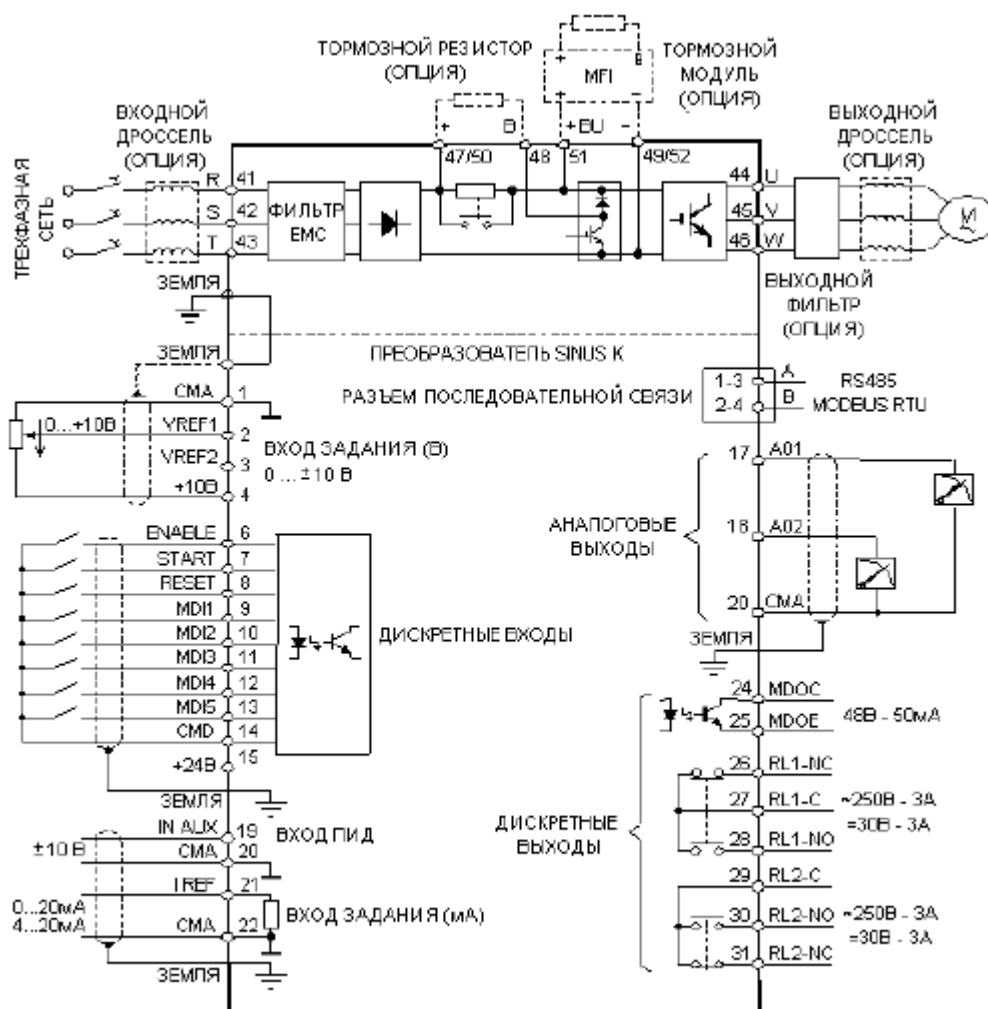 ТОРМОЗНОЙ РЕЗИСТОР
(ОПЦИЯ)
+ B
+ B
MFI
+ −
ТОРМОЗНОЙ
МОДУЛЬ
(ОПЦИЯ)
ВХОДНОЙ
ДРОССЕЛЬ
(ОПЦИЯ)
ВЫХОДНОЙ
ДРОССЕЛЬ
(ОПЦИЯ)
+BU −
47/50 48 51 49/52
ТРЕХФАЗНАЯ
СЕТЬ
R 41
S 42
T 43
ФИЛЬТР
EMC
44 U
45 V
46 W
M
ЗЕМЛЯ
ВЫХОДНОЙ
ФИЛЬТР
(ОПЦИЯ)
ПРЕОБРАЗОВАТЕЛЬ SINUS K
ЗЕМЛЯ
РАЗЪЕМ ПОСЛЕДОВАТЕЛЬНОЙ СВЯЗИ
1-3 A
2-4 B
RS485
MODBUS RTU
CMA 1
0...+10В
VREF1 2
VREF2 3
+10В 4
ВХОД ЗАДАНИЯ (В)
0 ... ±10 В
ENABLE 6
START 7
RESET 8
MDI1 9
MDI2 10
MDI3 11
MDI4 12
MDI5 13
CMD 14
+24В 15
ДИСКРЕТНЫЕ ВХОДЫ
ЗЕМЛЯ
17 A01
18 A02
20 CMA
АНАЛОГОВЫЕ
ВЫХОДЫ
ЗЕМЛЯ
24 MDOC
25 MDOE
48В - 50мА
26 RL1-NC
27 RL1-C
28 RL1-NO
~250В - 3А
=30В - 3А
29 RL2-C
30 RL2-NO
31 RL2-NC
~250В - 3А
=30В - 3А
ДИСКРЕТНЫЕ
ВЫХОДЫ
IN AUX 19
±10 В
CMA 20
ВХОД ПИД
I REF 21
0...20мА
4...20мА
CMA 22
ВХОД ЗАДАНИЯ (мА)
ЗЕМЛЯ